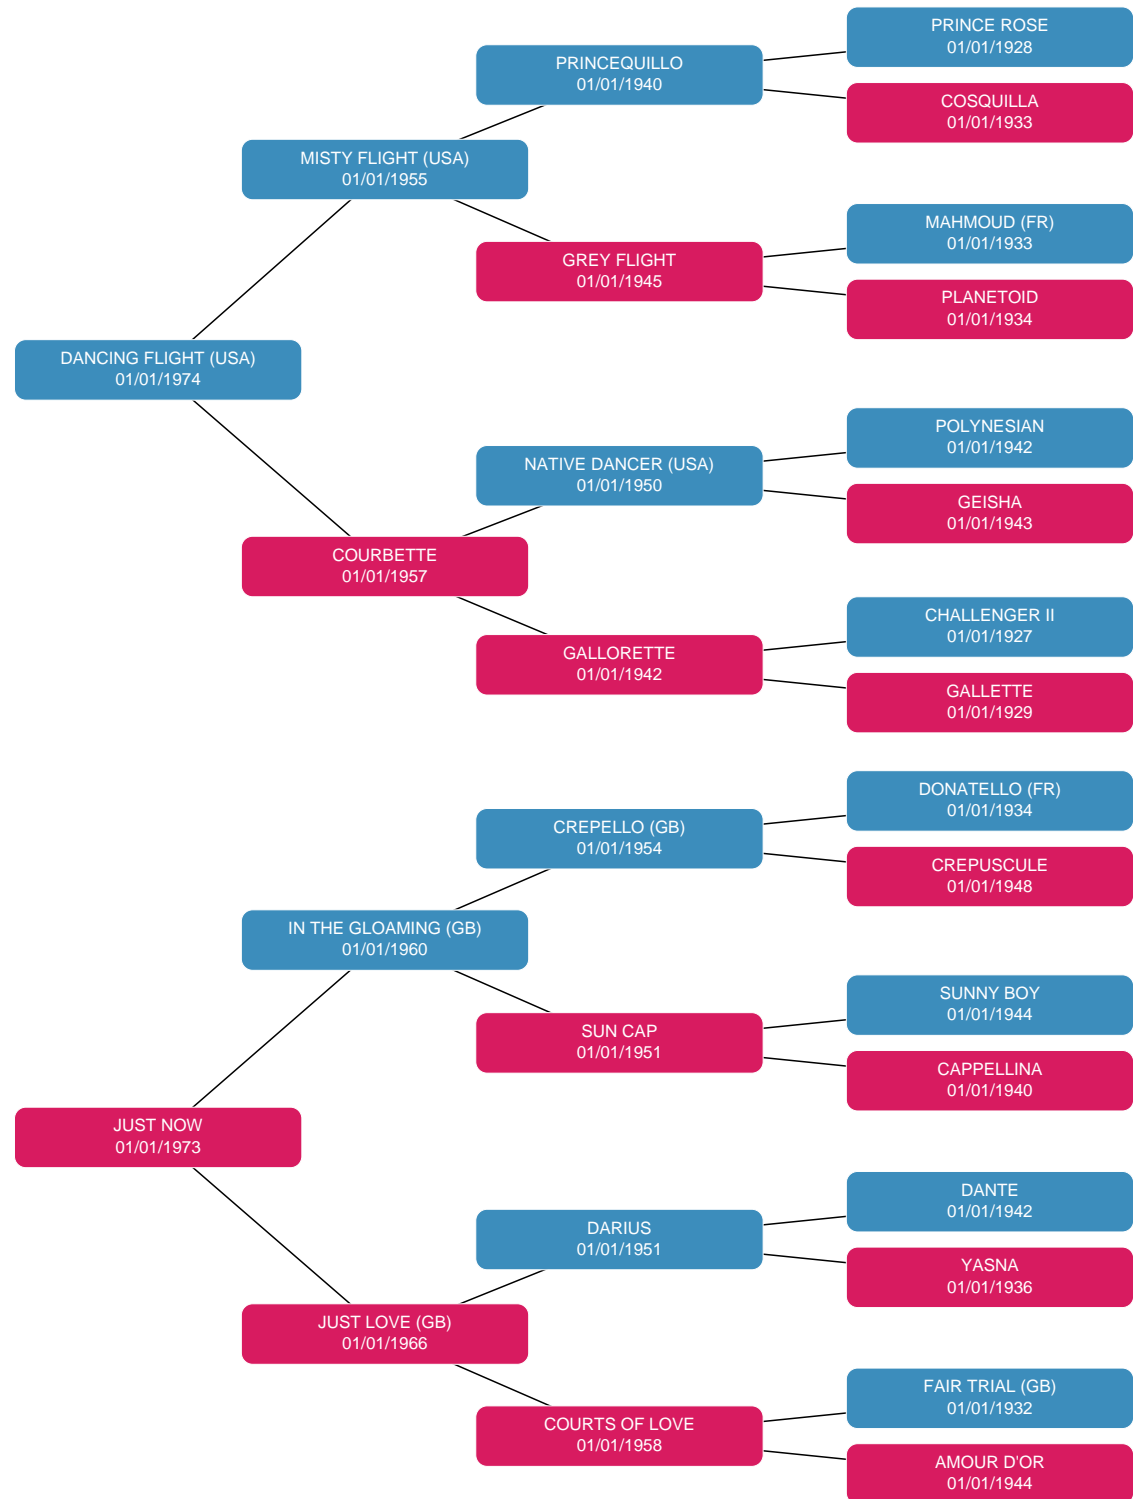 PRINCE ROSE
01/01/1928
PRINCEQUILLO
01/01/1940
COSQUILLA
01/01/1933
MISTY FLIGHT (USA)
01/01/1955
MAHMOUD (FR)
01/01/1933
GREY FLIGHT
01/01/1945
PLANETOID
01/01/1934
DANCING FLIGHT (USA)
01/01/1974
POLYNESIAN
01/01/1942
NATIVE DANCER (USA)
01/01/1950
GEISHA
01/01/1943
COURBETTE
01/01/1957
CHALLENGER II
01/01/1927
GALLORETTE
01/01/1942
GALLETTE
01/01/1929
DONATELLO (FR)
01/01/1934
CREPELLO (GB)
01/01/1954
CREPUSCULE
01/01/1948
IN THE GLOAMING (GB)
01/01/1960
SUNNY BOY
01/01/1944
SUN CAP
01/01/1951
CAPPELLINA
01/01/1940
JUST NOW
01/01/1973
DANTE
01/01/1942
DARIUS
01/01/1951
YASNA
01/01/1936
JUST LOVE (GB)
01/01/1966
FAIR TRIAL (GB)
01/01/1932
COURTS OF LOVE
01/01/1958
AMOUR D'OR
01/01/1944